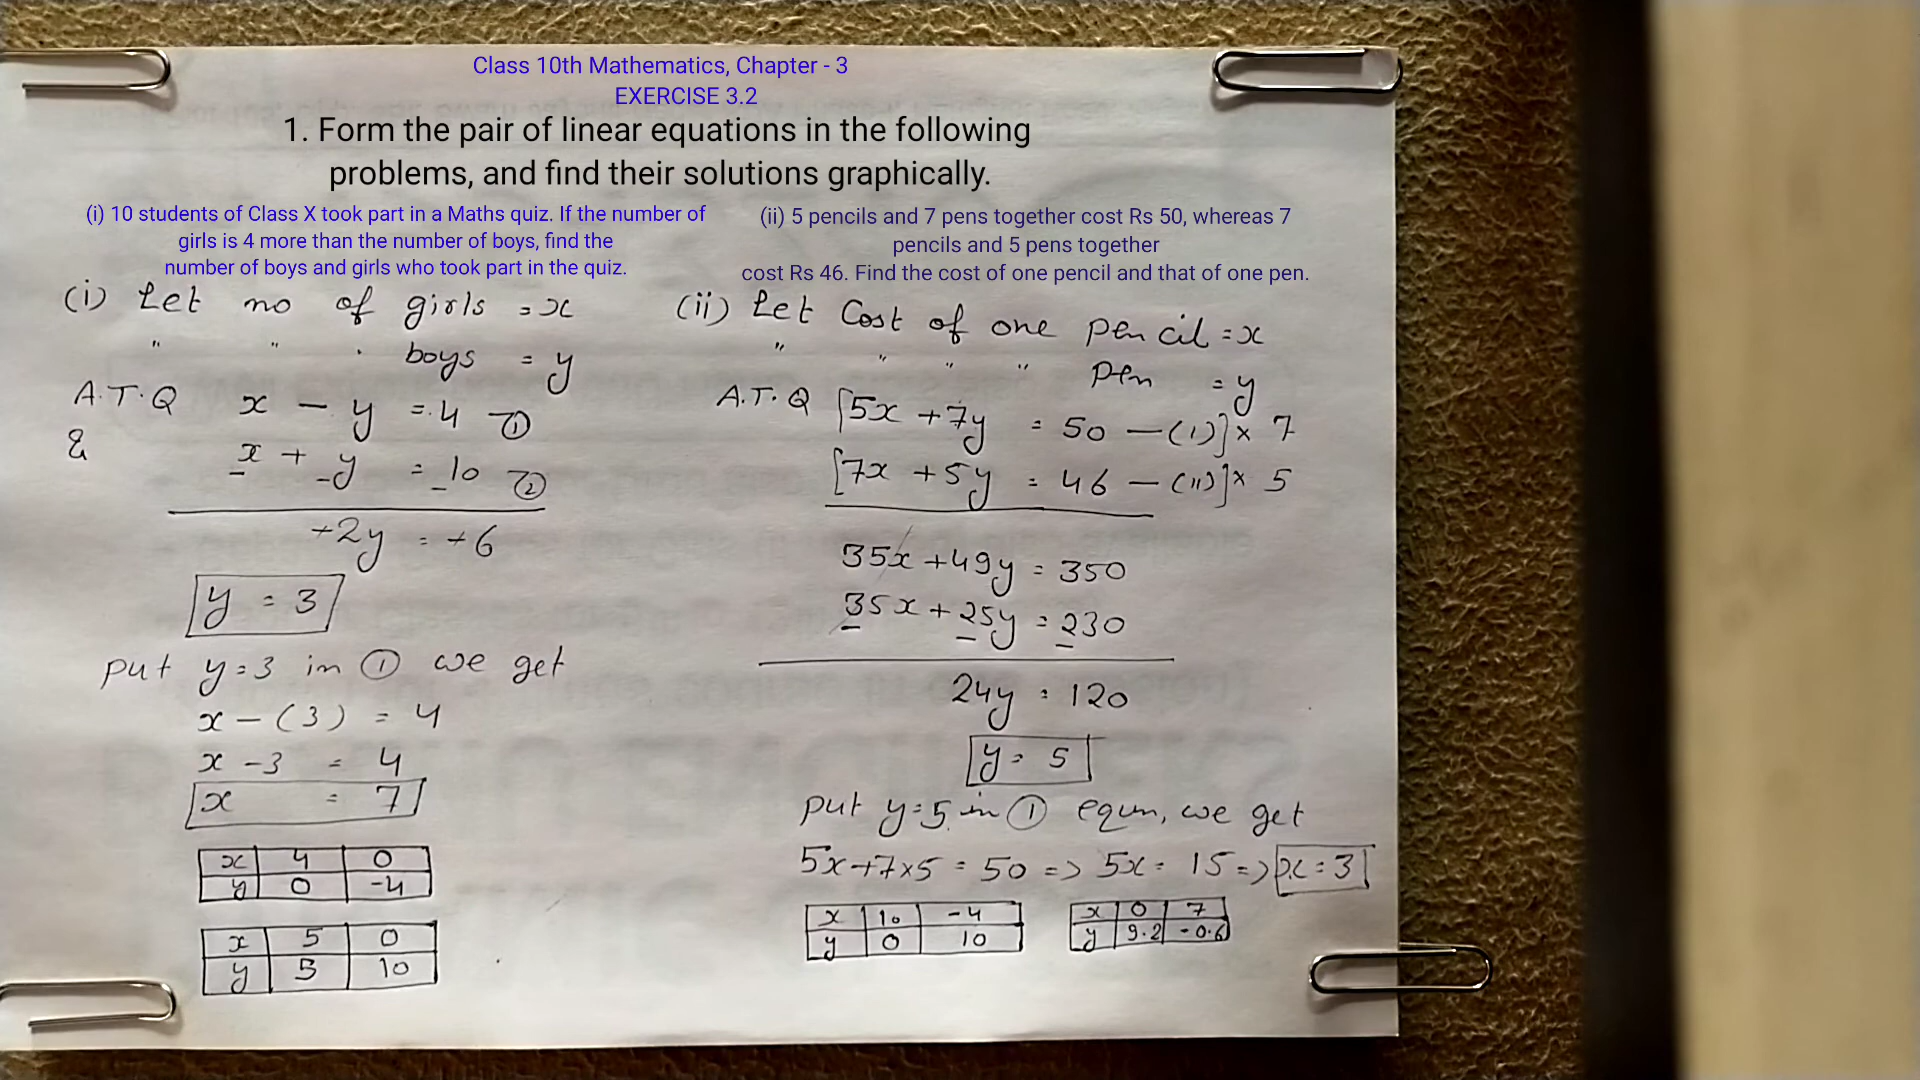 Class 10th Mathematics, Chapter - 3
EXERCISE 3.2
1. Form the pair of linear equations in the following
problems, and find their solutions graphically.
(i) 10 students of Class X took part in a Maths quiz. If the number of
girls is 4 more than the number of boys, find the
number of boys and girls who took part in the quiz.
(i) Let no of girls = x
" " " boys = y
A.T.Q x - y = 4 ①
& x + y = 10 ②
+2y = +6
y = 3
put y=3 in ① we get
x - (3) = 4
x - 3 = 4
x = 7
x 4 0
y 0 -4
x 5 0
y 5 10
(ii) 5 pencils and 7 pens together cost Rs 50, whereas 7
pencils and 5 pens together
cost Rs 46. Find the cost of one pencil and that of one pen.
(ii) Let Cost of one pencil = x
" " " " pen = y
A.T.Q [5x + 7y = 50 — (i)] × 7
[7x + 5y = 46 — (ii)] × 5
35x + 49y = 350
35x + 25y = 230
24y = 120
y = 5
put y=5 in ① equn, we get
5x+7×5 = 50 => 5x = 15 => x = 3
x 10 -4
y 0 10
x 0 7
y 9.2 -0.6